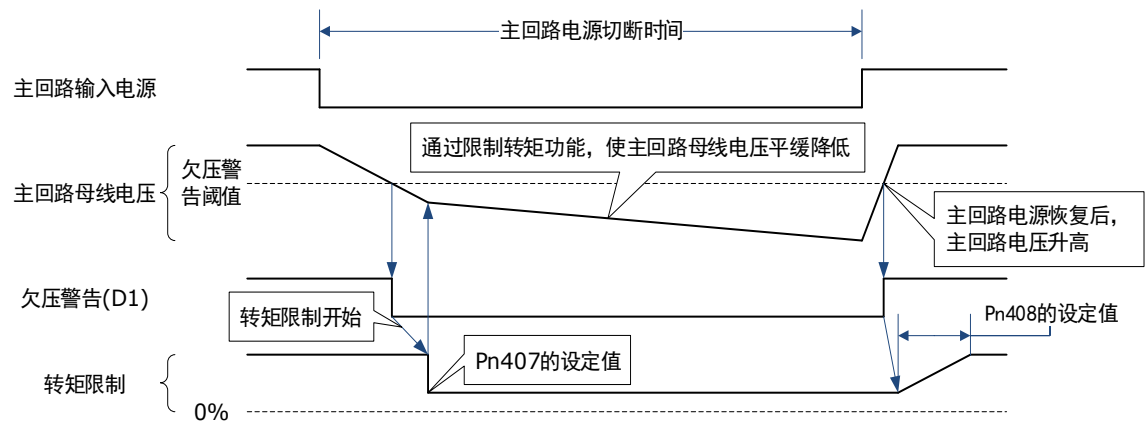 主回路电源切断时间
主回路输入电源
通过限制转矩功能，使主回路母线电压平缓降低
主回路母线电压
欠压警
告阈值
主回路电源恢复后，
主回路电压升高
欠压警告(D1)
转矩限制开始
Pn408的设定值
Pn407的设定值
转矩限制
0%